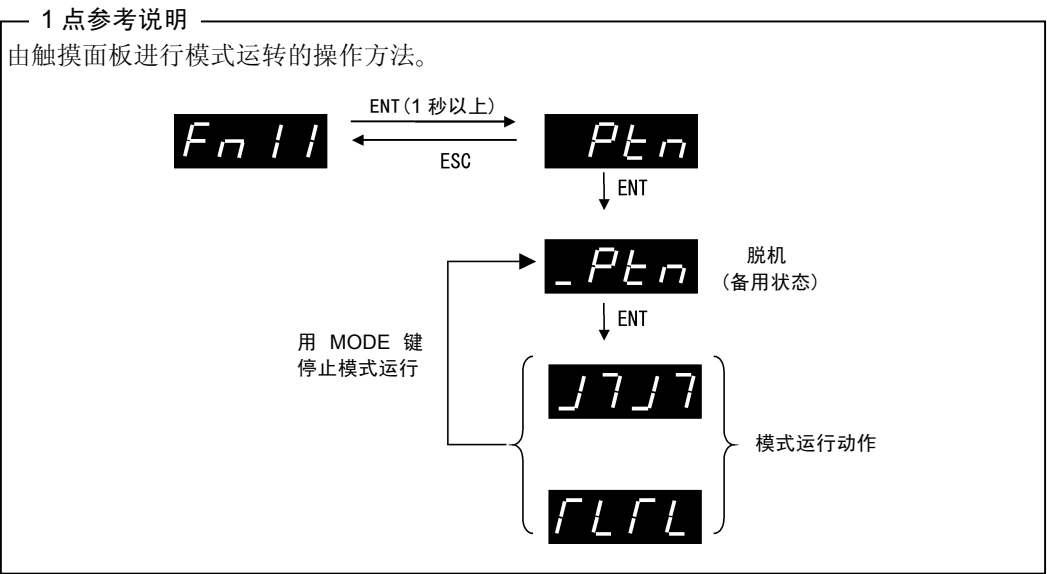 1 点参考说明
由触摸面板进行模式运转的操作方法。
ENT(1 秒以上)
Fn11
ESC
Ptn
ENT
_Ptn
脱机
(备用状态)
ENT
用 MODE 键
停止模式运行
模式运行动作